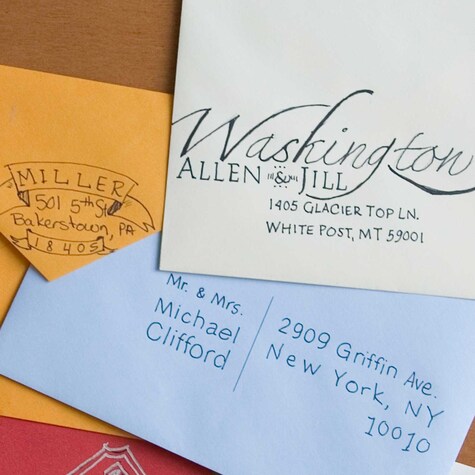 MILLER
501 5th St
Bakerstown, PA
18405
Washington
ALLEN & JILL
1405 GLACIER TOP LN.
WHITE POST, MT 59001
Mr. & Mrs.
Michael
Clifford
2909 Griffin Ave.
New York, NY
10010